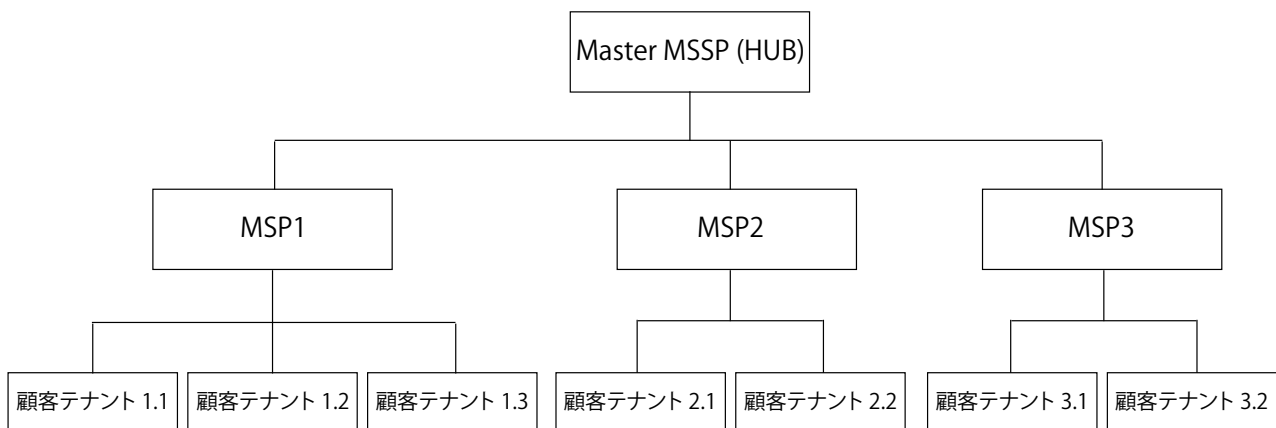 Master MSSP (HUB)
MSP1
MSP2
MSP3
顧客テナント 1.1
顧客テナント 1.2
顧客テナント 1.3
顧客テナント 2.1
顧客テナント 2.2
顧客テナント 3.1
顧客テナント 3.2